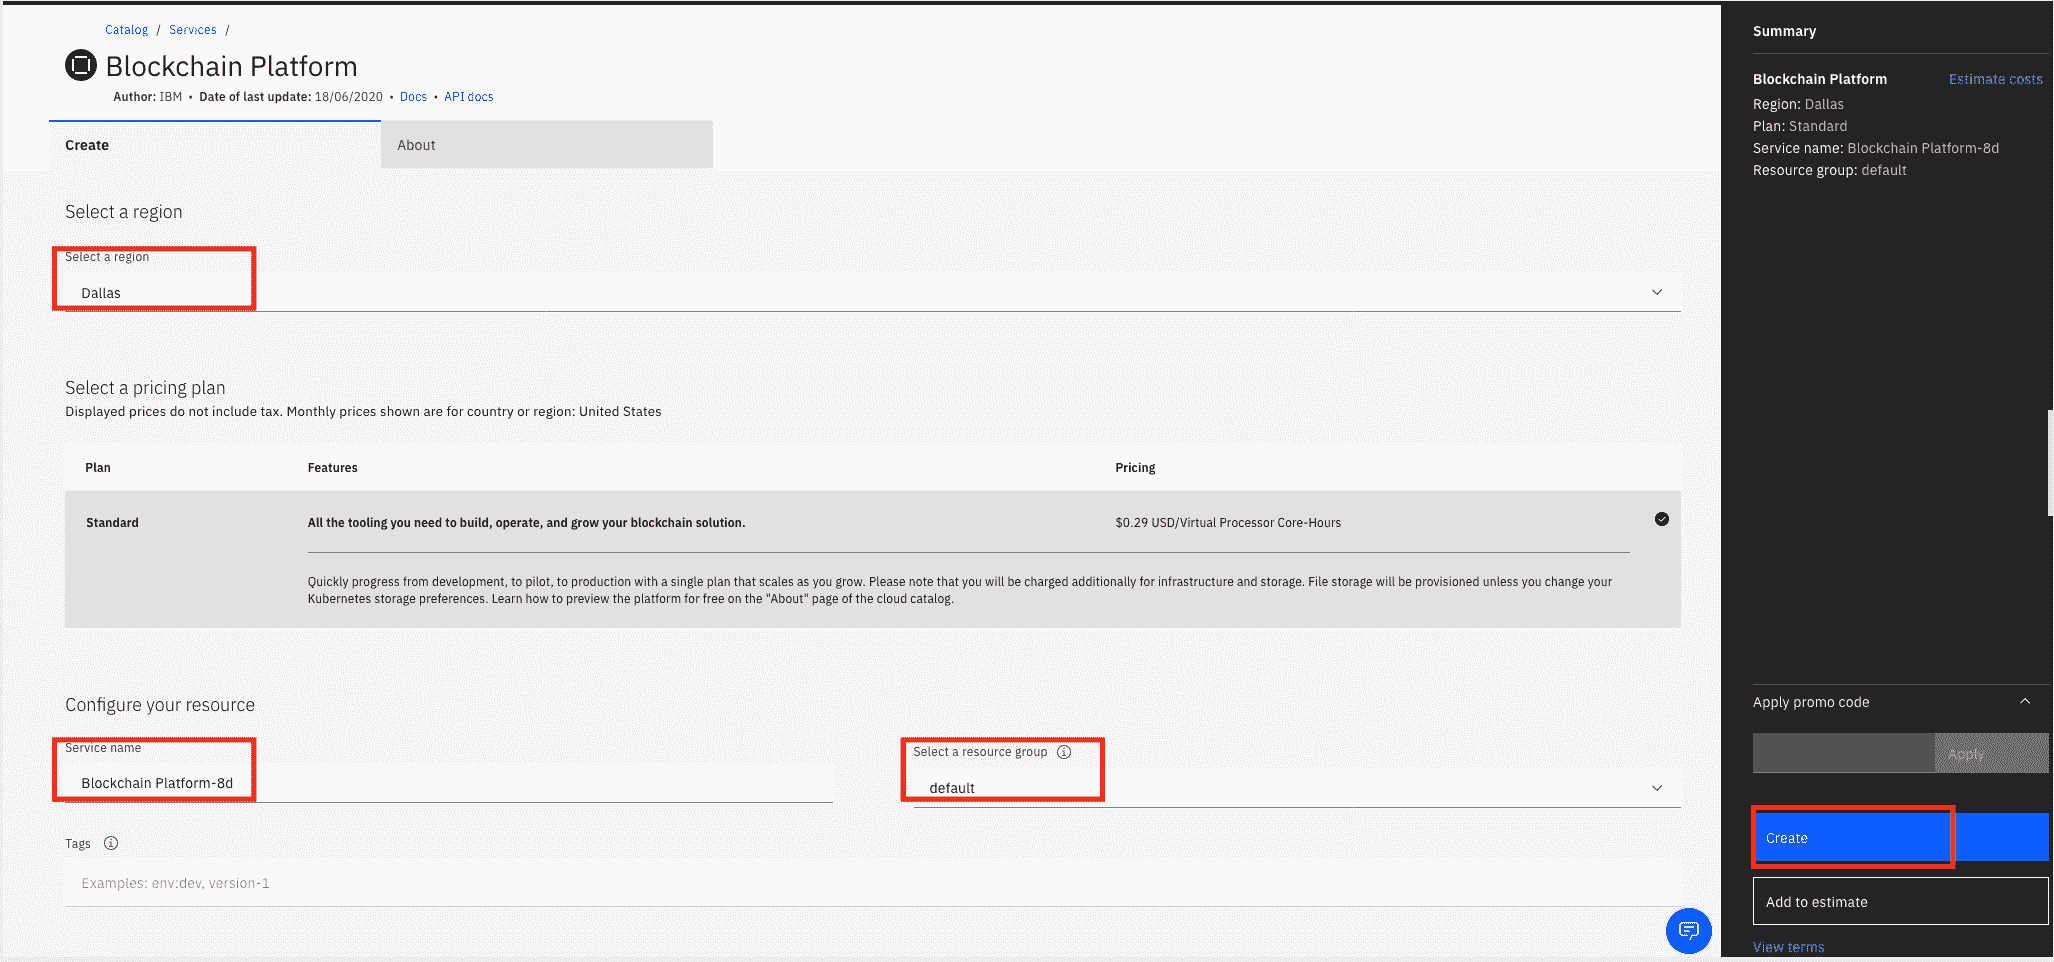 Catalog / Services /
Blockchain Platform
Author: IBM • Date of last update: 18/06/2020 • Docs • API docs
Create
About
Select a region
Select a region
Dallas
Select a pricing plan
Displayed prices do not include tax. Monthly prices shown are for country or region: United States
Plan Features Pricing
Standard All the tooling you need to build, operate, and grow your blockchain solution. $0.29 USD/Virtual Processor Core-Hours
Quickly progress from development, to pilot, to production with a single plan that scales as you grow. Please note that you will be charged additionally for infrastructure and storage. File storage will be provisioned unless you change your
Kubernetes storage preferences. Learn how to preview the platform for free on the "About" page of the cloud catalog.
Configure your resource
Service name
Blockchain Platform-8d
Select a resource group
default
Tags
Examples: env:dev, version-1
Summary
Blockchain Platform Estimate costs
Region: Dallas
Plan: Standard
Service name: Blockchain Platform-8d
Resource group: default
Apply promo code
Apply
Create
Add to estimate
View terms